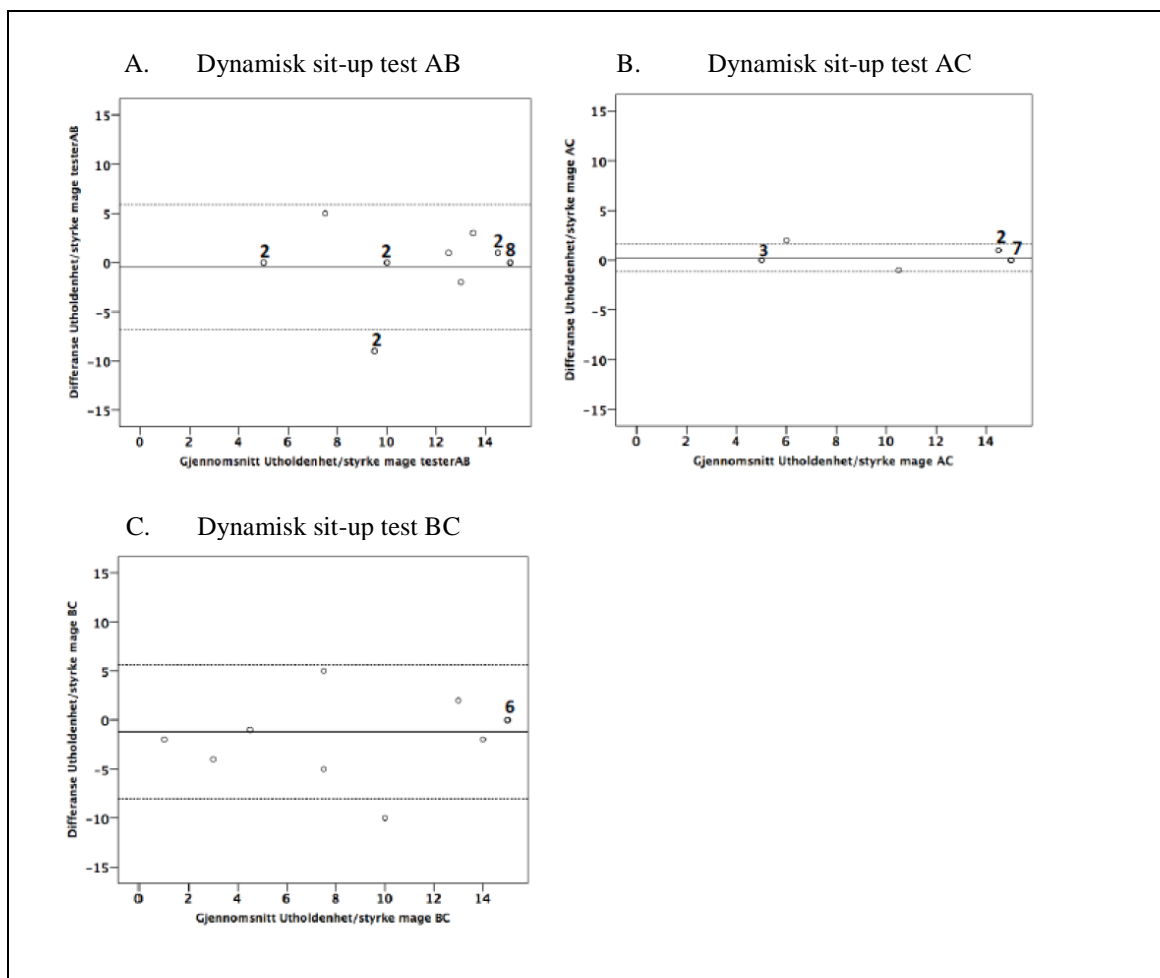 A. Dynamisk sit-up test AB
Differanse Utholdenhet/styrke mage testerAB
15
10
5
0
-5
-10
-15
2
2
2
2
8
0 2 4 6 8 10 12 14
Gjennomsnitt Utholdenhet/styrke mage testerAB
B. Dynamisk sit-up test AC
Differanse Utholdenhet/styrke mage AC
15
10
5
0
-5
-10
-15
3
2
7
0 2 4 6 8 10 12 14
Gjennomsnitt Utholdenhet/styrke mage AC
C. Dynamisk sit-up test BC
Differanse Utholdenhet/styrke mage BC
15
10
5
0
-5
-10
-15
6
0 2 4 6 8 10 12 14
Gjennomsnitt Utholdenhet/styrke mage BC